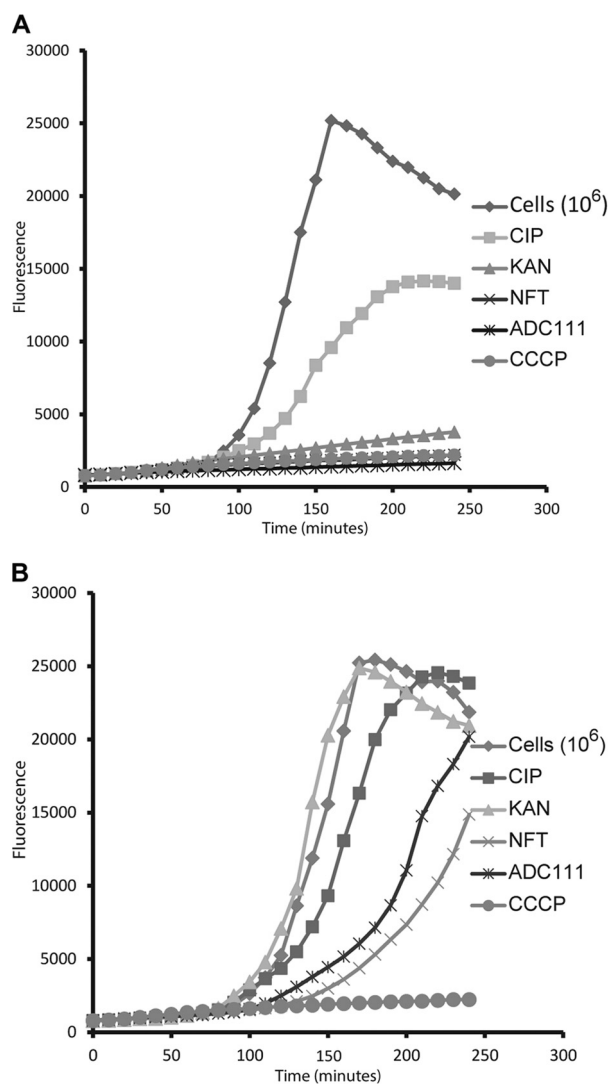 A
30000
25000
20000
15000
10000
5000
0
Fluorescence
0 50 100 150 200 250 300
Time (minutes)
Cells (10⁶)
CIP
KAN
NFT
ADC111
CCCP
B
30000
25000
20000
15000
10000
5000
0
Fluorescence
0 50 100 150 200 250 300
Time (minutes)
Cells (10⁶)
CIP
KAN
NFT
ADC111
CCCP